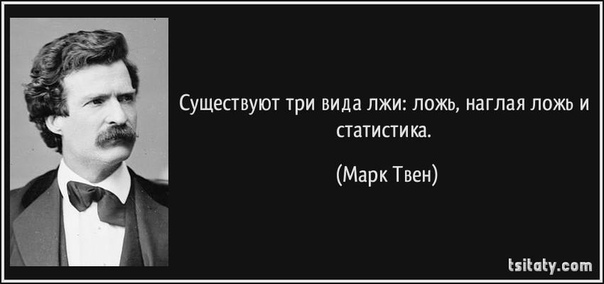 Существуют три вида лжи: ложь, наглая ложь и
статистика.
(Марк Твен)
tsitaty.com